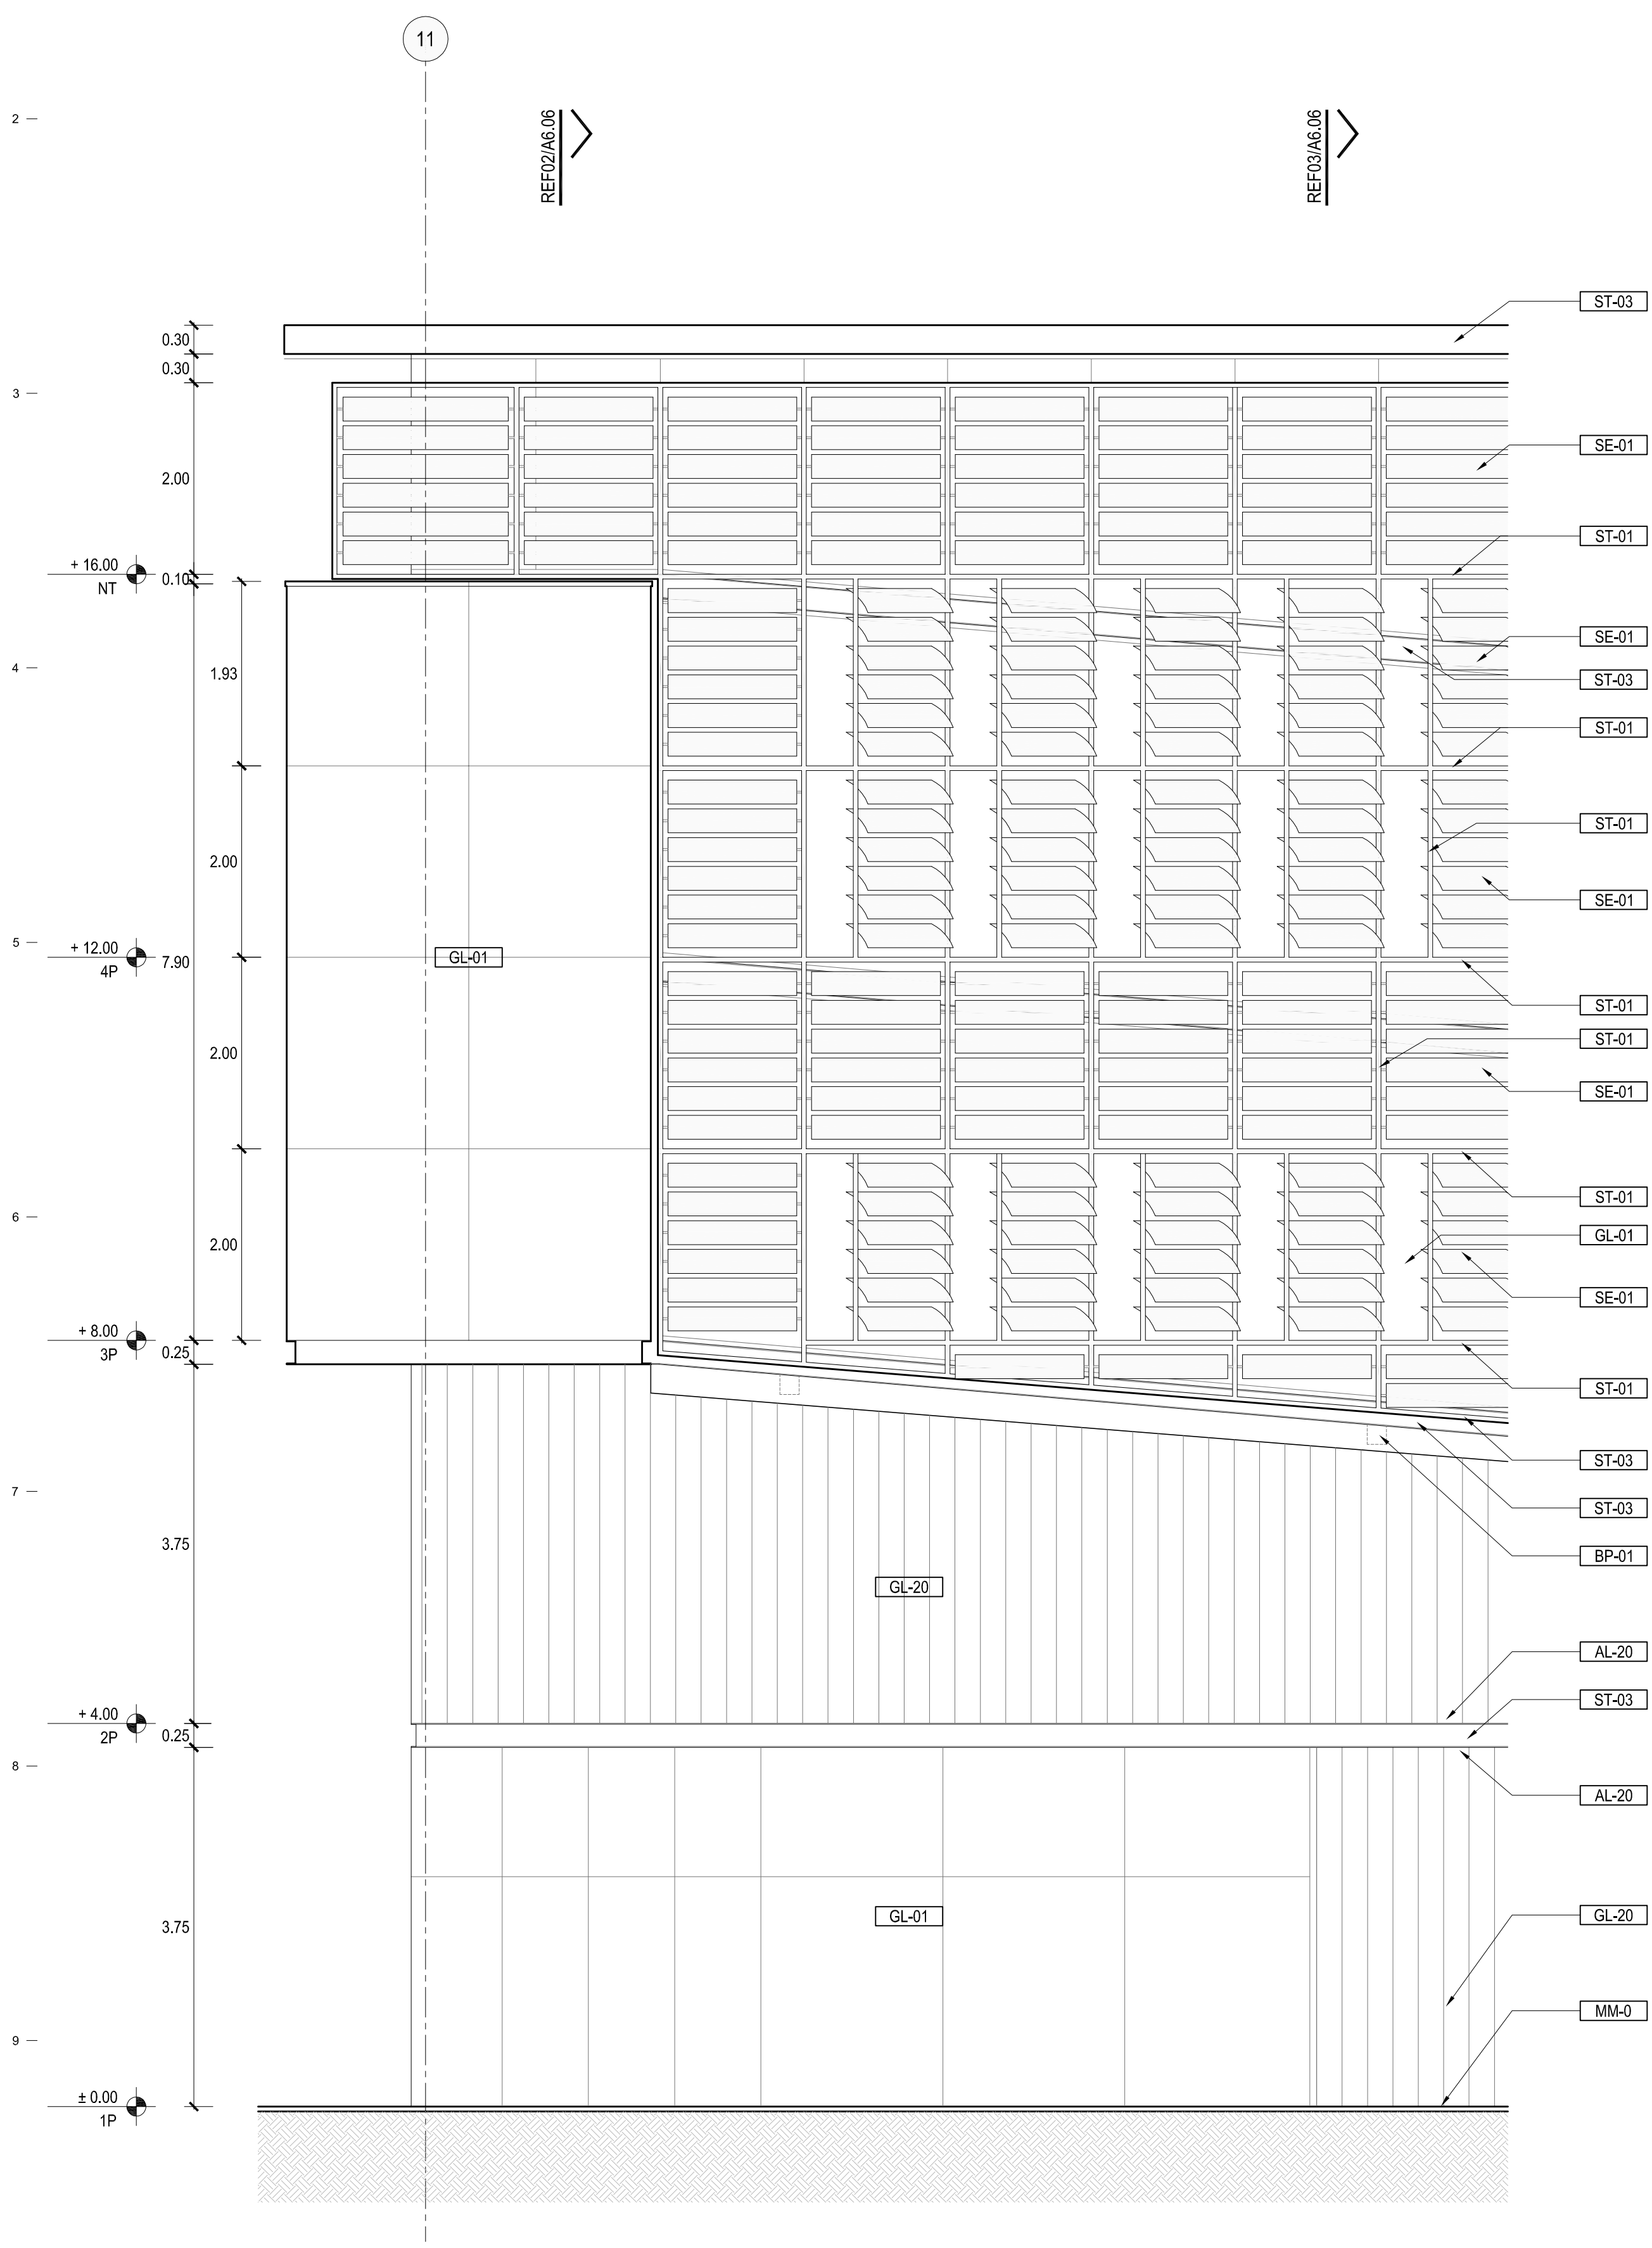 11
REF02/A6.06
REF03/A6.06
2
ST-03
0.30
0.30
3
SE-01
2.00
ST-01
+ 16.00
NT
0.10
SE-01
4
1.93
ST-03
ST-01
ST-01
2.00
SE-01
5
+ 12.00
4P
7.90
GL-01
ST-01
ST-01
2.00
SE-01
ST-01
6
GL-01
2.00
SE-01
+ 8.00
3P
0.25
ST-01
ST-03
7
ST-03
3.75
BP-01
GL-20
AL-20
ST-03
+ 4.00
2P
0.25
8
AL-20
GL-01
GL-20
3.75
MM-0
9
± 0.00
1P